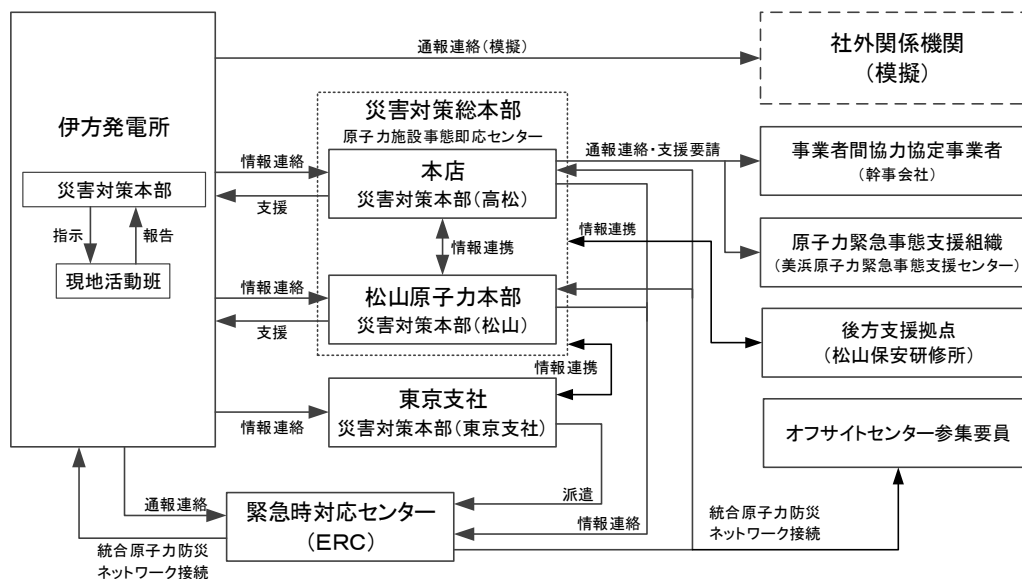 通報連絡(模擬)
社外関係機関
(模擬)
伊方発電所
災害対策本部
指示
報告
現地活動班
災害対策総本部
原子力施設事態即応センター
情報連絡
本店
災害対策本部(高松)
支援
通報連絡・支援要請
事業者間協力協定事業者
(幹事会社)
情報連携
情報連携
原子力緊急事態支援組織
(美浜原子力緊急事態支援センター)
情報連絡
松山原子力本部
災害対策本部(松山)
支援
後方支援拠点
(松山保安研修所)
情報連携
東京支社
災害対策本部(東京支社)
情報連絡
オフサイトセンター参集要員
派遣
通報連絡
緊急時対応センター
(ERC)
情報連絡
統合原子力防災
ネットワーク接続
統合原子力防災
ネットワーク接続